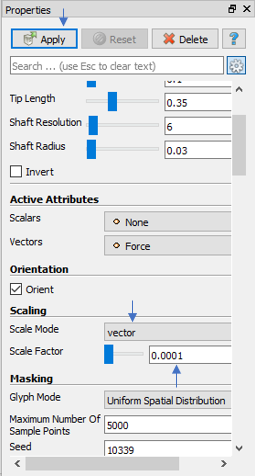 Properties
Apply Reset Delete ?
Search ... (use Esc to clear text)
Tip Length 0.35
Shaft Resolution 6
Shaft Radius 0.03
Invert
Active Attributes
Scalars None
Vectors Force
Orientation
Orient
Scaling
Scale Mode vector
Scale Factor 0.0001
Masking
Glyph Mode Uniform Spatial Distribution
Maximum Number Of
Sample Points 5000
Seed 10339